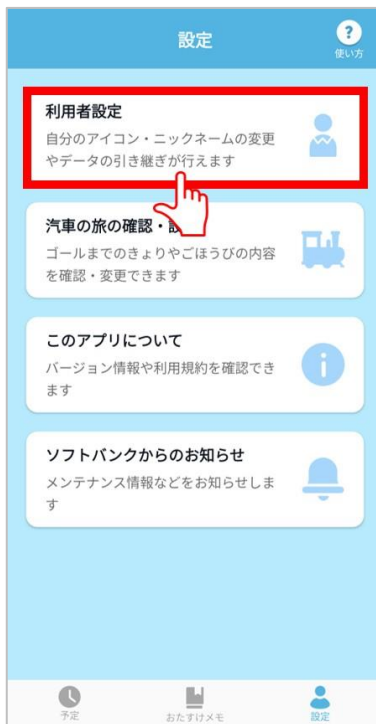 設定
?
使い方
利用者設定
自分のアイコン・ニックネームの変更
やデータの引き継ぎが行えます
汽車の旅の確認・
ゴールまでのきょりやごほうびの内容
を確認・変更できます
このアプリについて
バージョン情報や利用規約を確認でき
ます
i
ソフトバンクからのお知らせ
メンテナンス情報などをお知らせしま
す
予定
おたすけメモ
設定